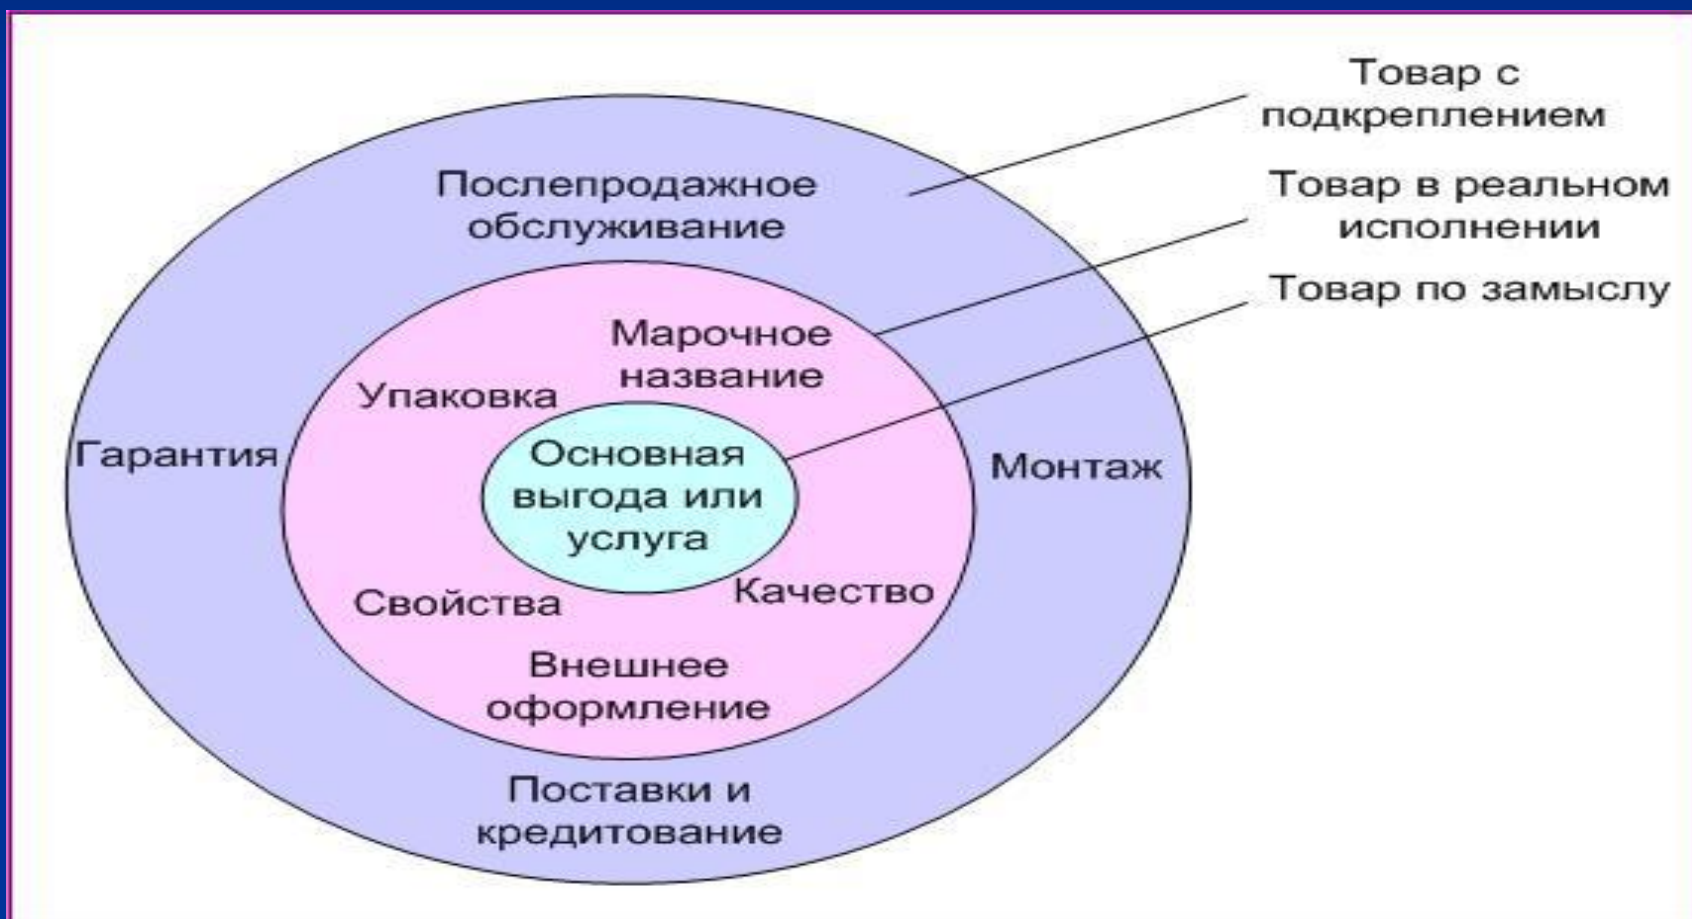 Товар с
подкреплением
Товар в реальном
исполнении
Товар по замыслу
Послепродажное
обслуживание
Марочное
название
Упаковка
Гарантия
Основная
выгода или
услуга
Монтаж
Свойства
Качество
Внешнее
оформление
Поставки и
кредитование